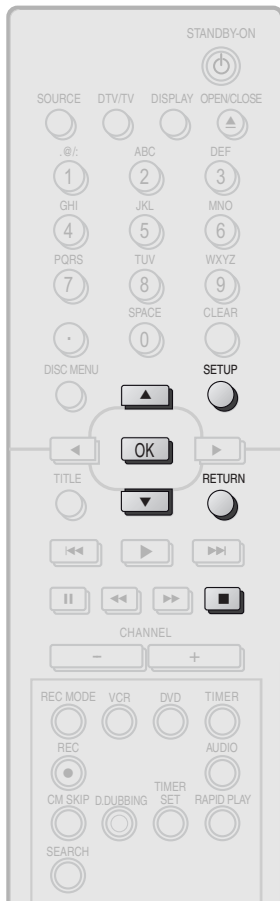 STANDBY-ON
SOURCE DTV/TV DISPLAY OPEN/CLOSE
.@/: ABC DEF
1 2 3
GHI JKL MNO
4 5 6
PQRS TUV WXYZ
7 8 9
SPACE CLEAR
· 0
DISC MENU SETUP
OK
TITLE RETURN
CHANNEL
– +
REC MODE VCR DVD TIMER
REC AUDIO
CM SKIP D.DUBBING TIMER SET RAPID PLAY
SEARCH